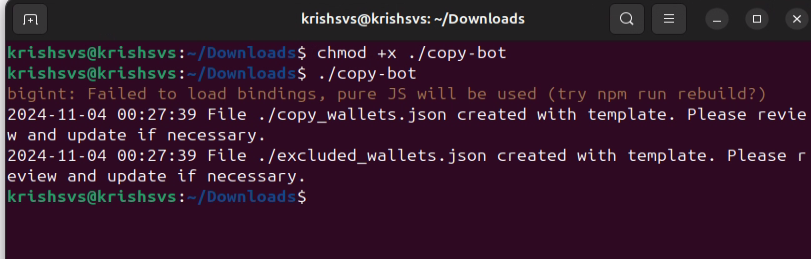 krishsvs@krishsvs: ~/Downloads
krishsvs@krishsvs:~/Downloads$ chmod +x ./copy-bot
krishsvs@krishsvs:~/Downloads$ ./copy-bot
bigint: Failed to load bindings, pure JS will be used (try npm run rebuild?)
2024-11-04 00:27:39 File ./copy_wallets.json created with template. Please revie
w and update if necessary.
2024-11-04 00:27:39 File ./excluded_wallets.json created with template. Please r
eview and update if necessary.
krishsvs@krishsvs:~/Downloads$